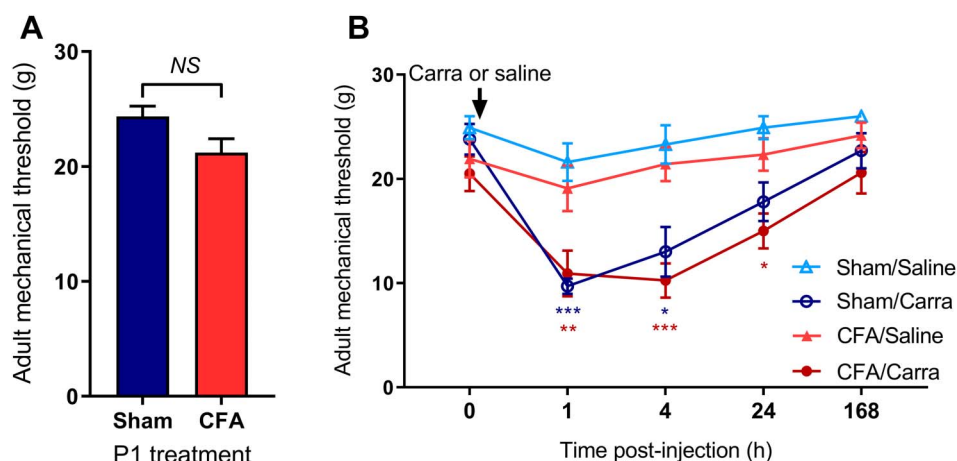 A
Adult mechanical threshold (g)
30
20
10
0
NS
Sham
CFA
P1 treatment
B
Adult mechanical threshold (g)
30
20
10
0
Carra or saline
***
**
*
***
*
Sham/Saline
Sham/Carra
CFA/Saline
CFA/Carra
0 1 4 24 168
Time post-injection (h)